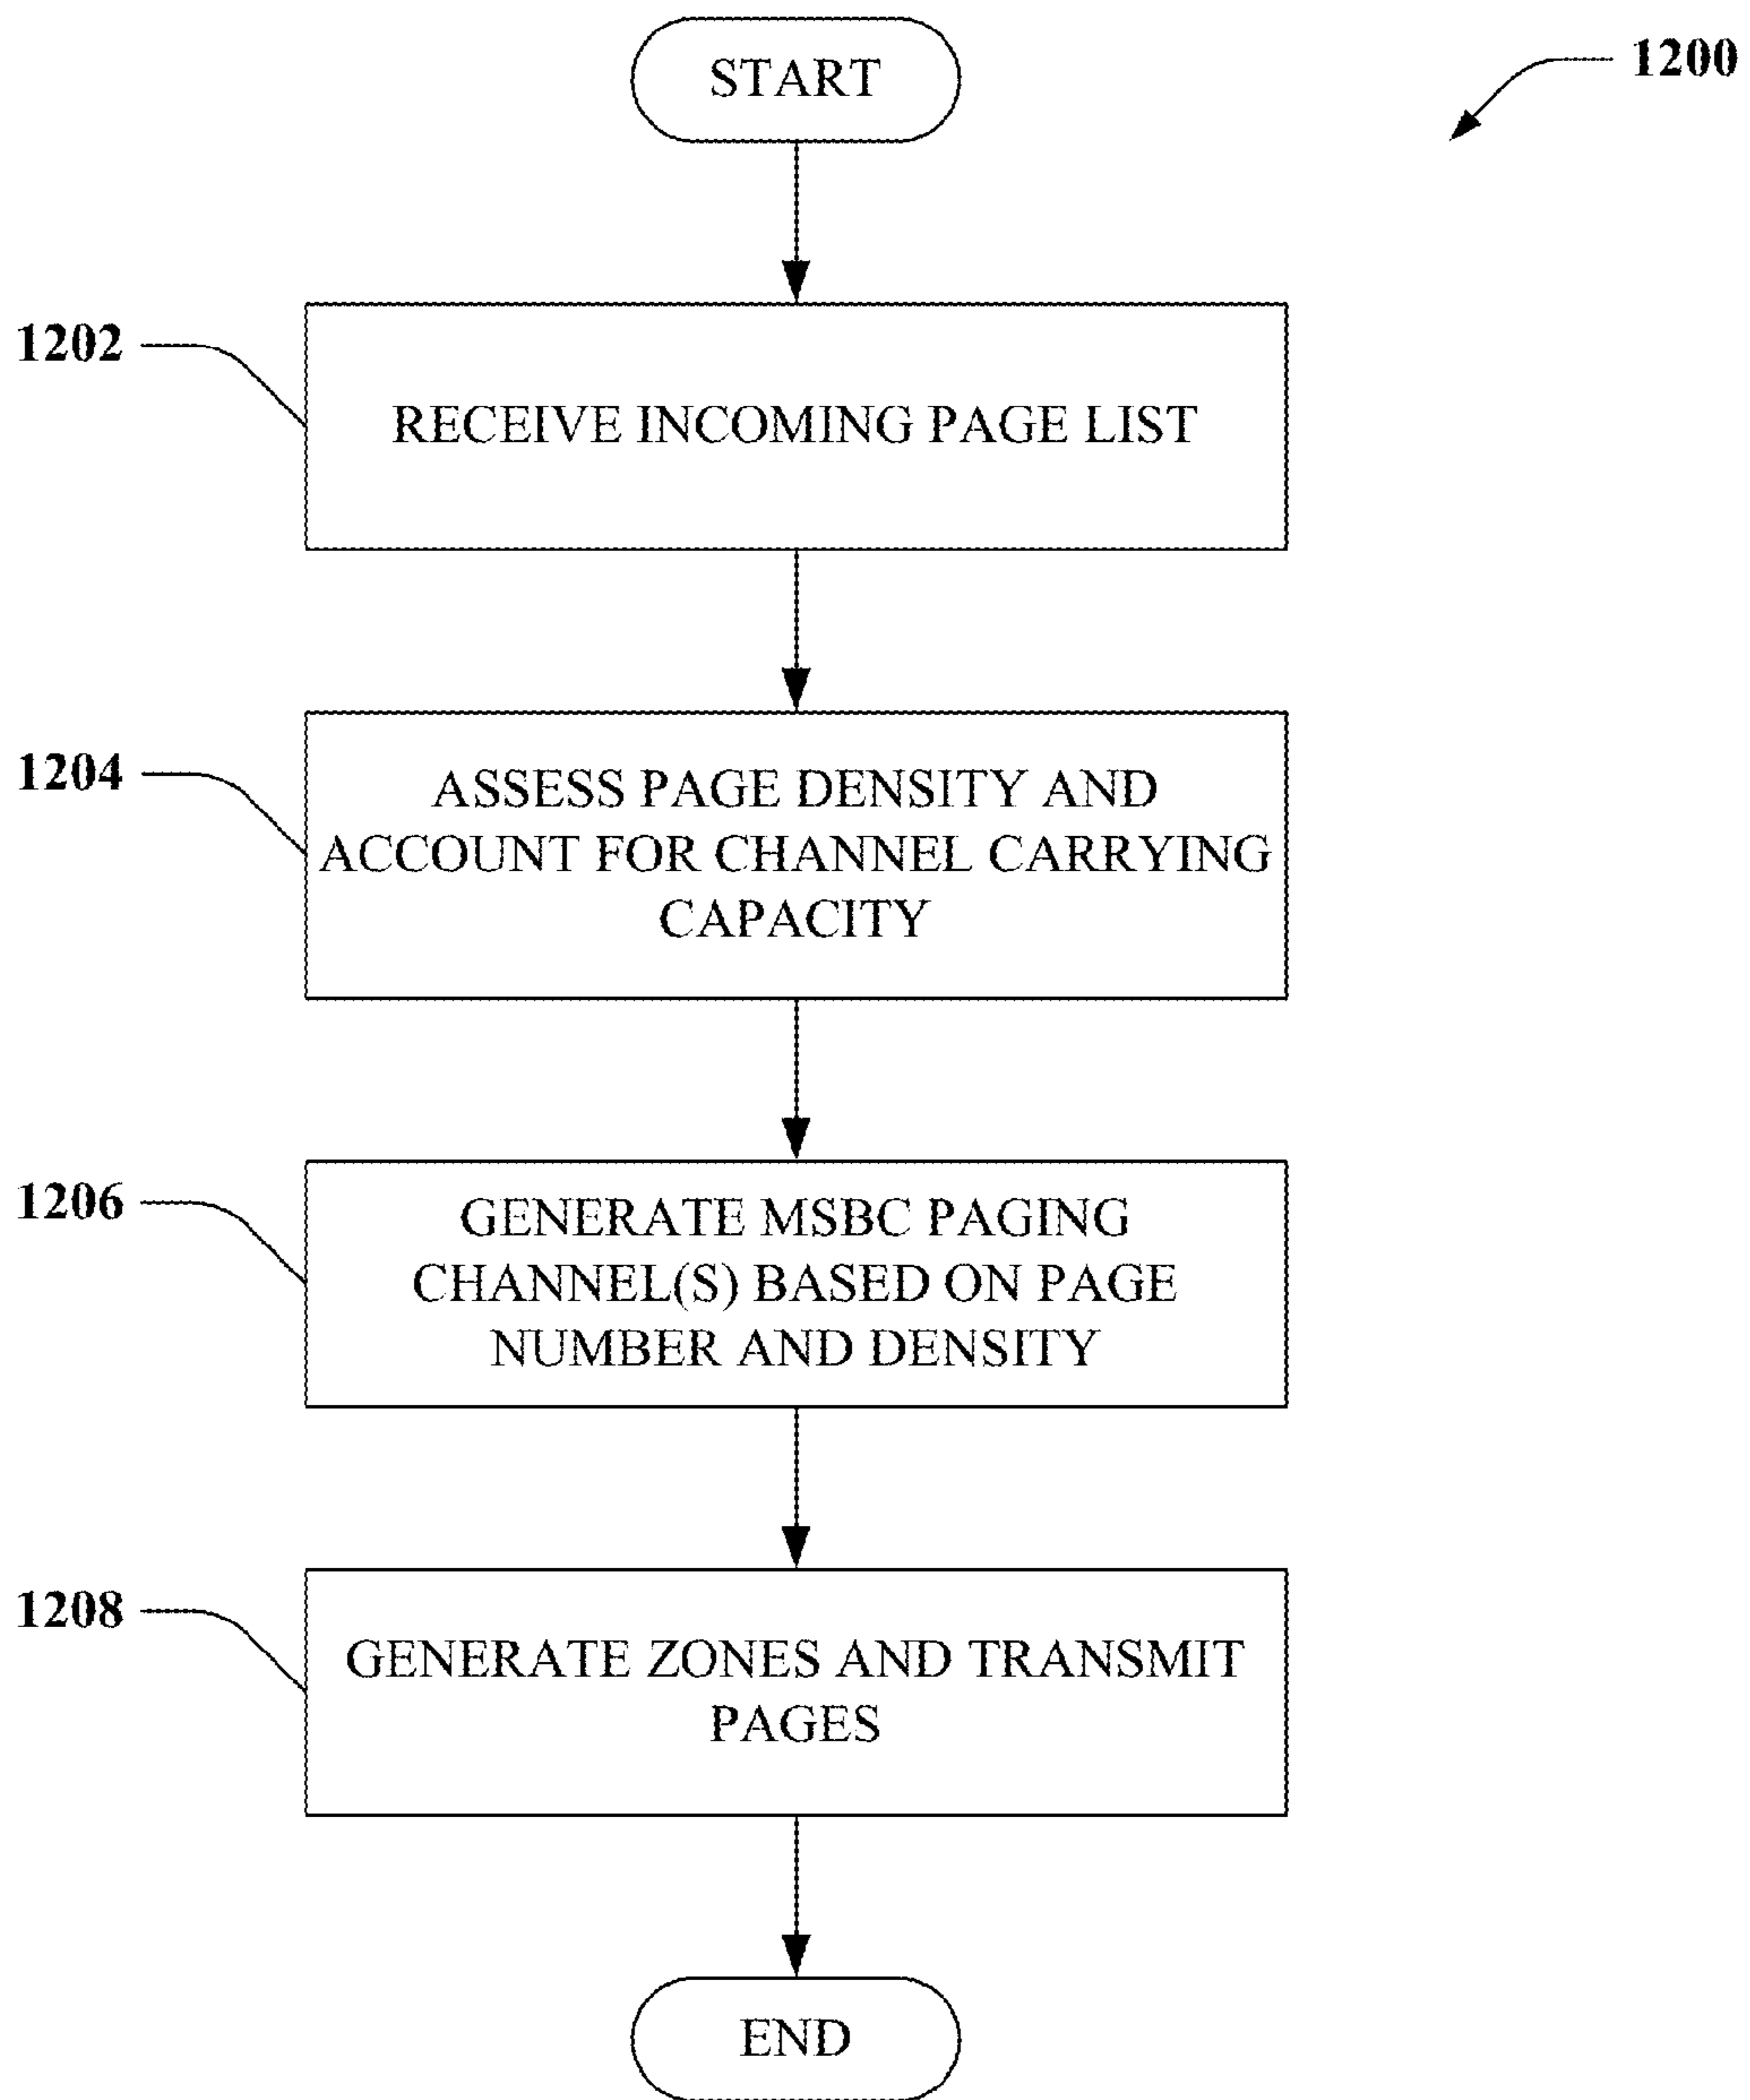 START
1200
1202
RECEIVE INCOMING PAGE LIST
1204
ASSESS PAGE DENSITY AND
ACCOUNT FOR CHANNEL CARRYING
CAPACITY
1206
GENERATE MSBC PAGING
CHANNEL(S) BASED ON PAGE
NUMBER AND DENSITY
1208
GENERATE ZONES AND TRANSMIT
PAGES
END